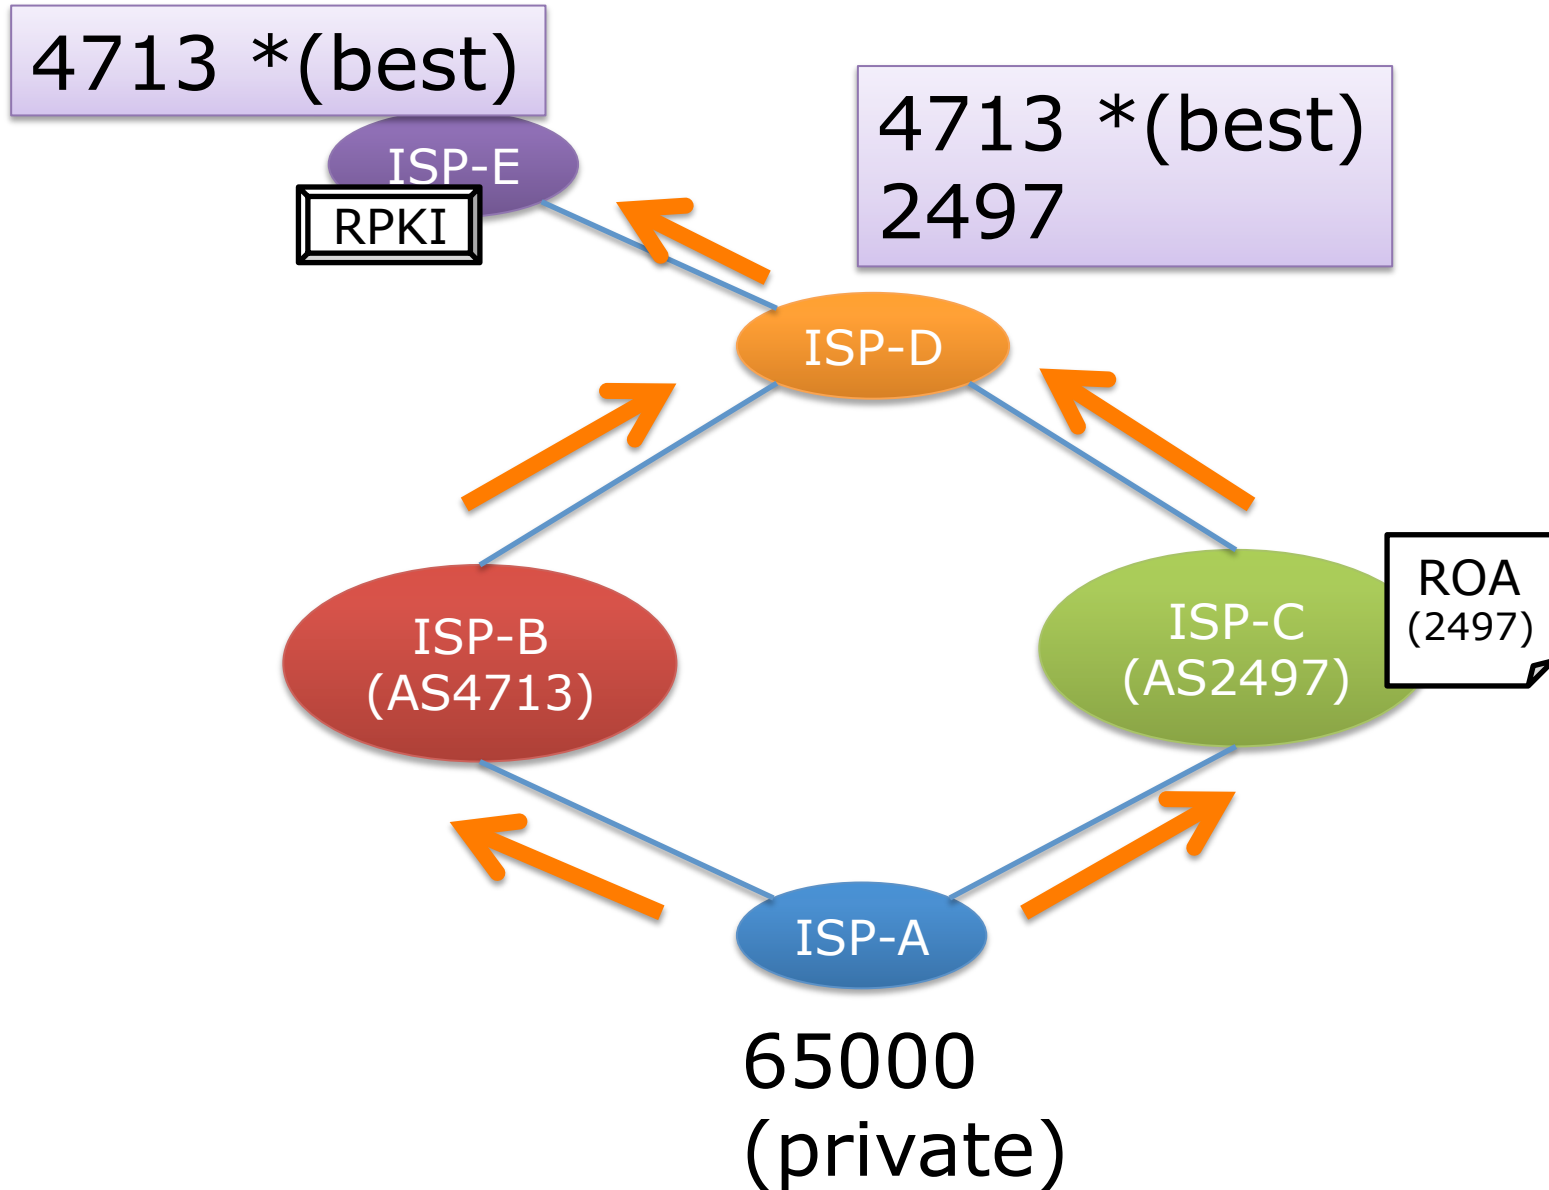 4713 *(best)
ISP-E
RPKI
4713 *(best)
2497
ISP-D
ISP-B
(AS4713)
ISP-C
(AS2497)
ROA
(2497)
ISP-A
65000
(private)